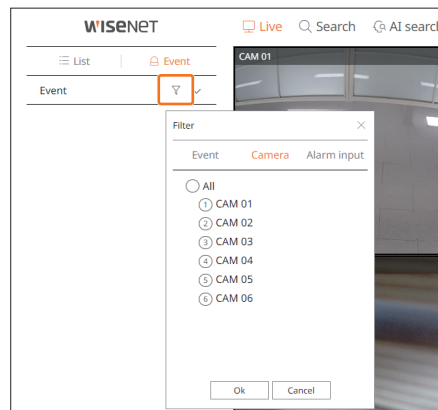 WISENET
Live Search AI search
List Event
CAM 01
Event
Filter
Event Camera Alarm input
All
1 CAM 01
2 CAM 02
3 CAM 03
4 CAM 04
5 CAM 05
6 CAM 06
Ok Cancel